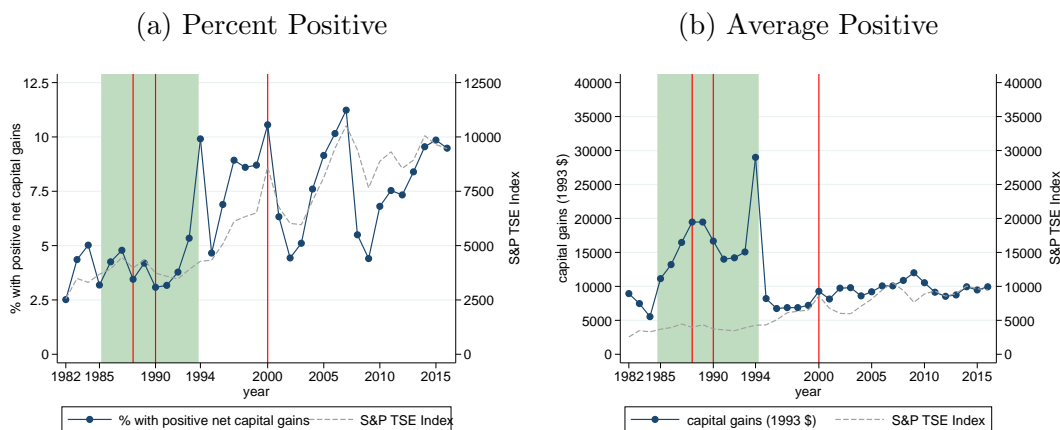 (a) Percent Positive
12.5
10
7.5
5
2.5
0
% with positive net capital gains
12500
10000
7500
5000
2500
0
S&P TSE Index
1982 1985 1990 1994 2000 2005 2010 2015
year
% with positive net capital gains S&P TSE Index
(b) Average Positive
40000
35000
30000
25000
20000
15000
10000
5000
0
capital gains (1993 $)
40000
35000
30000
25000
20000
15000
10000
5000
0
S&P TSE Index
1982 1985 1990 1994 2000 2005 2010 2015
year
capital gains (1993 $) S&P TSE Index